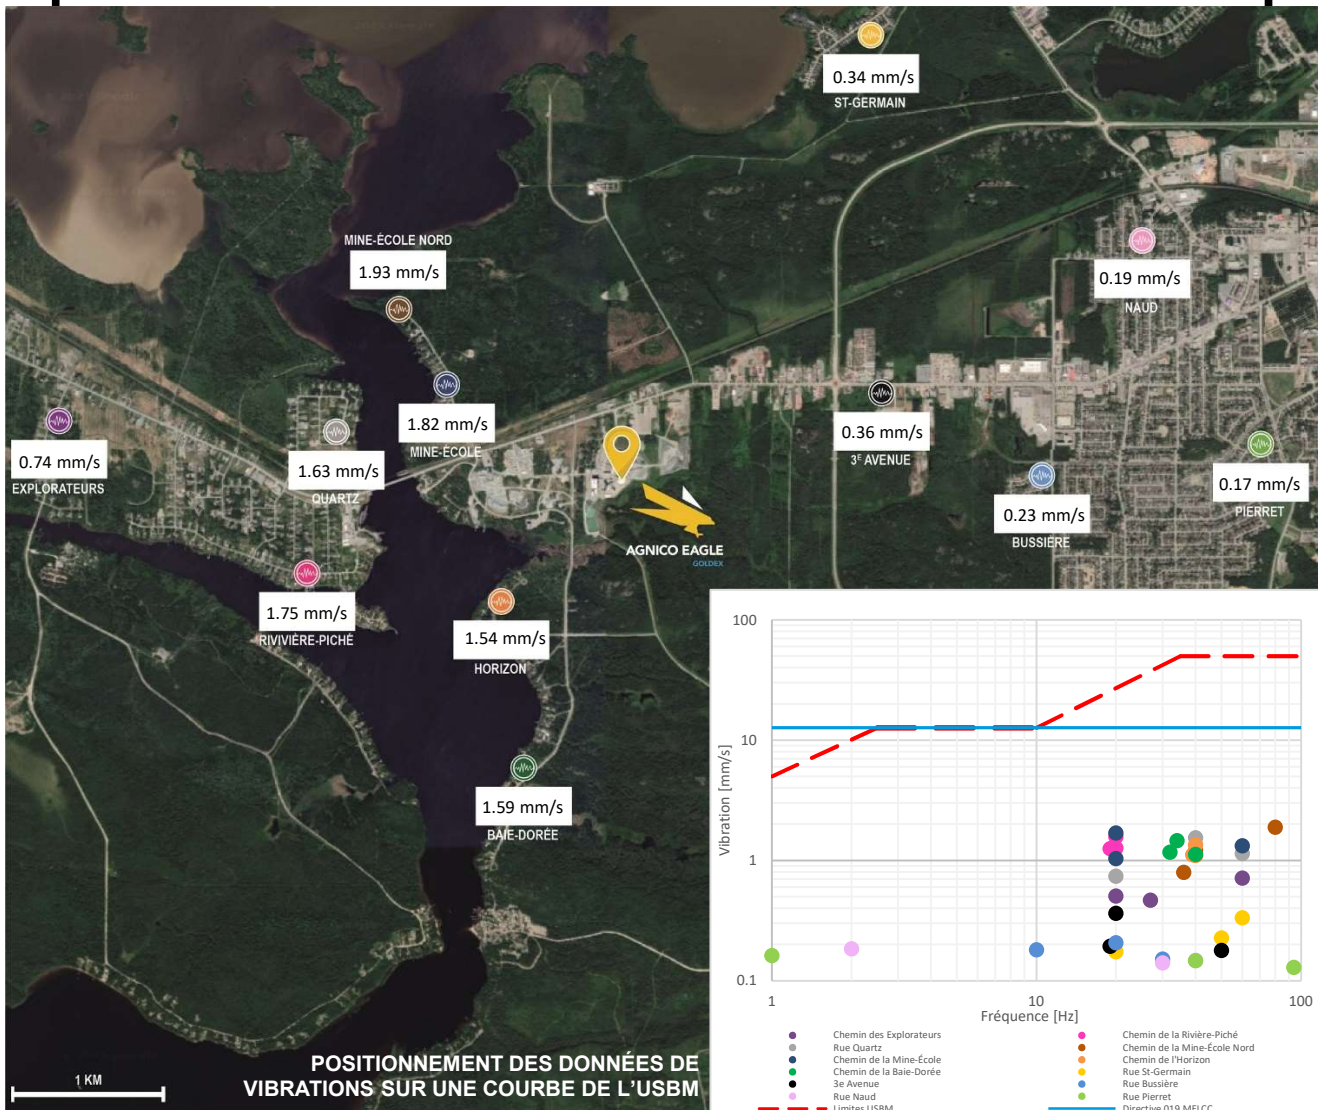 0.34 mm/s
ST-GERMAIN
MINE-ÉCOLE NORD
1.93 mm/s
0.19 mm/s
NAUD
1.82 mm/s
MINE-ÉCOLE
0.74 mm/s
EXPLORATEURS
1.63 mm/s
QUARTZ
0.36 mm/s
3E AVENUE
0.17 mm/s
PIERRET
0.23 mm/s
BUSSIÈRE
AGNICO EAGLE
GOLDEX
1.75 mm/s
RIVIVIÈRE-PICHÉ
1.54 mm/s
HORIZON
1.59 mm/s
BAIE-DORÉE
POSITIONNEMENT DES DONNÉES DE
VIBRATIONS SUR UNE COURBE DE L'USBM
1 KM
100
10
1
0.1
Vibration [mm/s]
1 10 100
Fréquence [Hz]
Chemin des Explorateurs
Chemin de la Rivière-Piché
Rue Quartz
Chemin de la Mine-École Nord
Chemin de la Mine-École
Chemin de l'Horizon
Chemin de la Baie-Dorée
Rue St-Germain
3e Avenue
Rue Bussière
Rue Naud
Rue Pierret
Limites USBM
Directive 019 MELCC